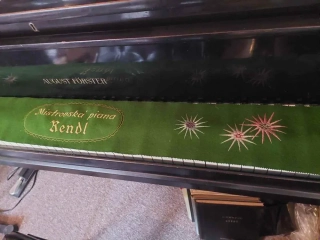 AUGUST FÖRSTER
Mistrovská piana
Rendl